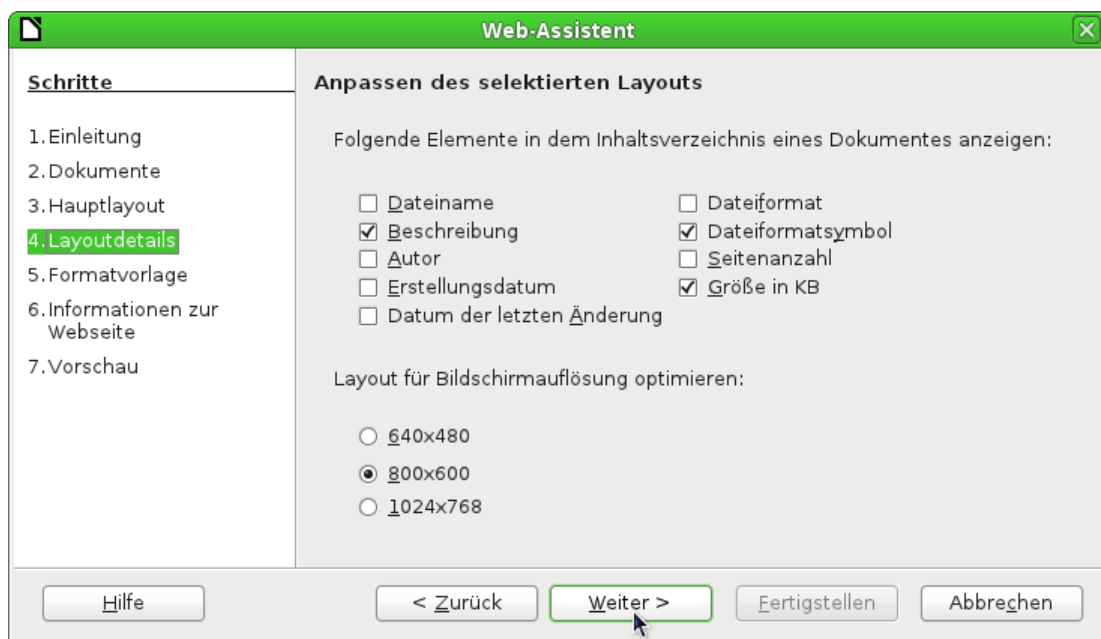 Web-Assistent
Schritte
1. Einleitung
2. Dokumente
3. Hauptlayout
4. Layoutdetails
5. Formatvorlage
6. Informationen zur
Webseite
7. Vorschau
Anpassen des selektierten Layouts
Folgende Elemente in dem Inhaltsverzeichnis eines Dokumentes anzeigen:
Dateiname
Beschreibung
Autor
Erstellungsdatum
Datum der letzten Änderung
Dateiformat
Dateiformatsymbol
Seitenanzahl
Größe in KB
Layout für Bildschirmauflösung optimieren:
640x480
800x600
1024x768
Hilfe
< Zurück
Weiter >
Fertigstellen
Abbrechen